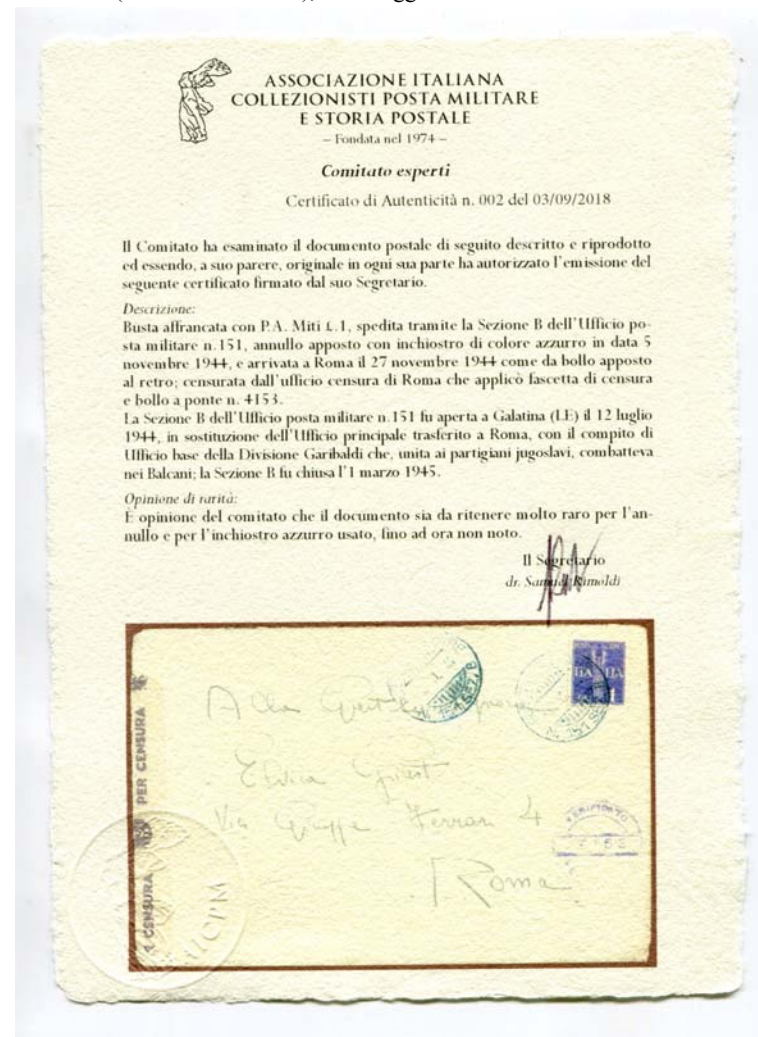 ASSOCIAZIONE ITALIANA
COLLEZIONISTI POSTA MILITARE
E STORIA POSTALE
– Fondata nel 1974 –
Comitato esperti
Certificato di Autenticità n. 002 del 03/09/2018
Il Comitato ha esaminato il documento postale di seguito descritto e riprodotto
ed essendo, a suo parere, originale in ogni sua parte ha autorizzato l'emissione del
seguente certificato firmato dal suo Segretario.
Descrizione:
Busta affrancata con P.A. Miti £.1, spedita tramite la Sezione B dell'Ufficio po-
sta militare n.151, annullo apposto con inchiostro di colore azzurro in data 5
novembre 1944, e arrivata a Roma il 27 novembre 1944 come da bollo apposto
al retro; censurata dall'ufficio censura di Roma che applicò fascetta di censura
e bollo a ponte n. 4153.
La Sezione B dell'Ufficio posta militare n.151 fu aperta a Galatina (LE) il 12 luglio
1944, in sostituzione dell'Ufficio principale trasferito a Roma, con il compito di
Ufficio base della Divisione Garibaldi che, unita ai partigiani jugoslavi, combatteva
nei Balcani; la Sezione B fu chiusa l'1 marzo 1945.
Opinione di rarità:
È opinione del comitato che il documento sia da ritenere molto raro per l'an-
nullo e per l'inchiostro azzurro usato, fino ad ora non noto.
Il Segretario
dr. Samuel Rimoldi
Alla
Via Ferrari 4
Roma
PER CENSURA
CENSURA
VERIFICATO
N. 151 SEZ. B
AICPM